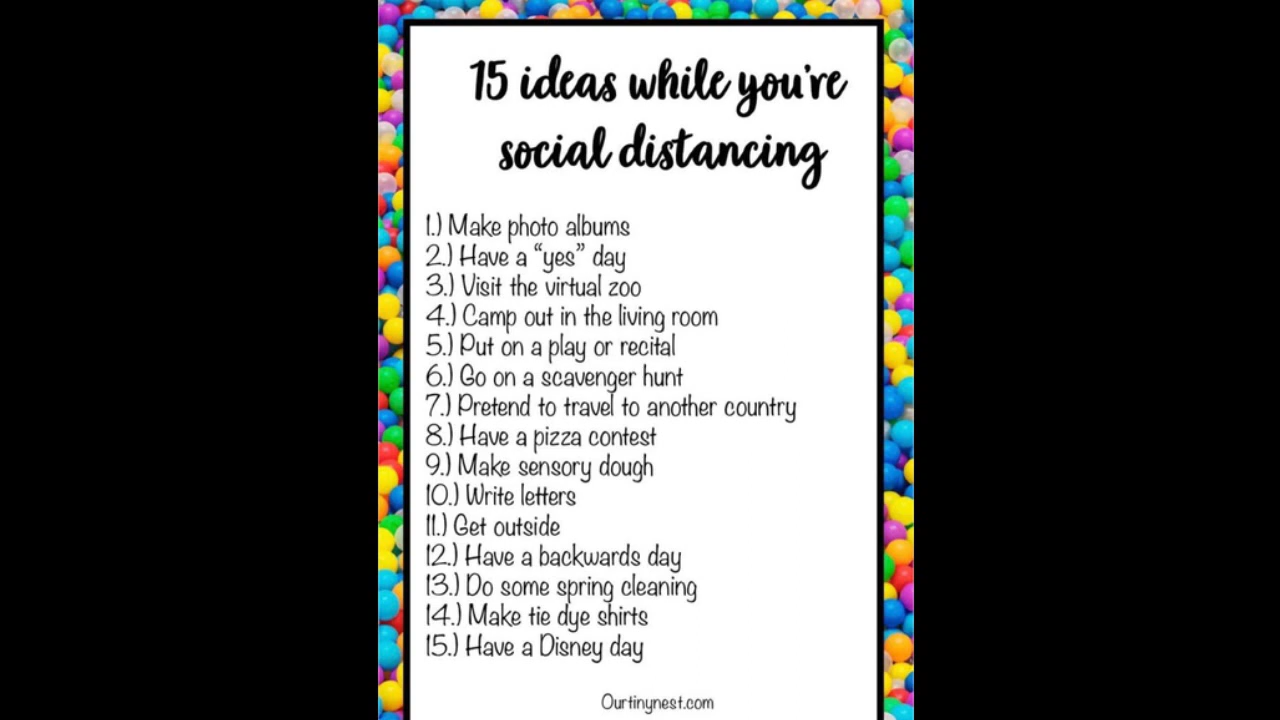 15 ideas while you're
social distancing
1.) Make photo albums
2.) Have a “yes” day
3.) Visit the virtual zoo
4.) Camp out in the living room
5.) Put on a play or recital
6.) Go on a scavenger hunt
7.) Pretend to travel to another country
8.) Have a pizza contest
9.) Make sensory dough
10.) Write letters
11.) Get outside
12.) Have a backwards day
13.) Do some spring cleaning
14.) Make tie dye shirts
15.) Have a Disney day
Ourtinynest.com